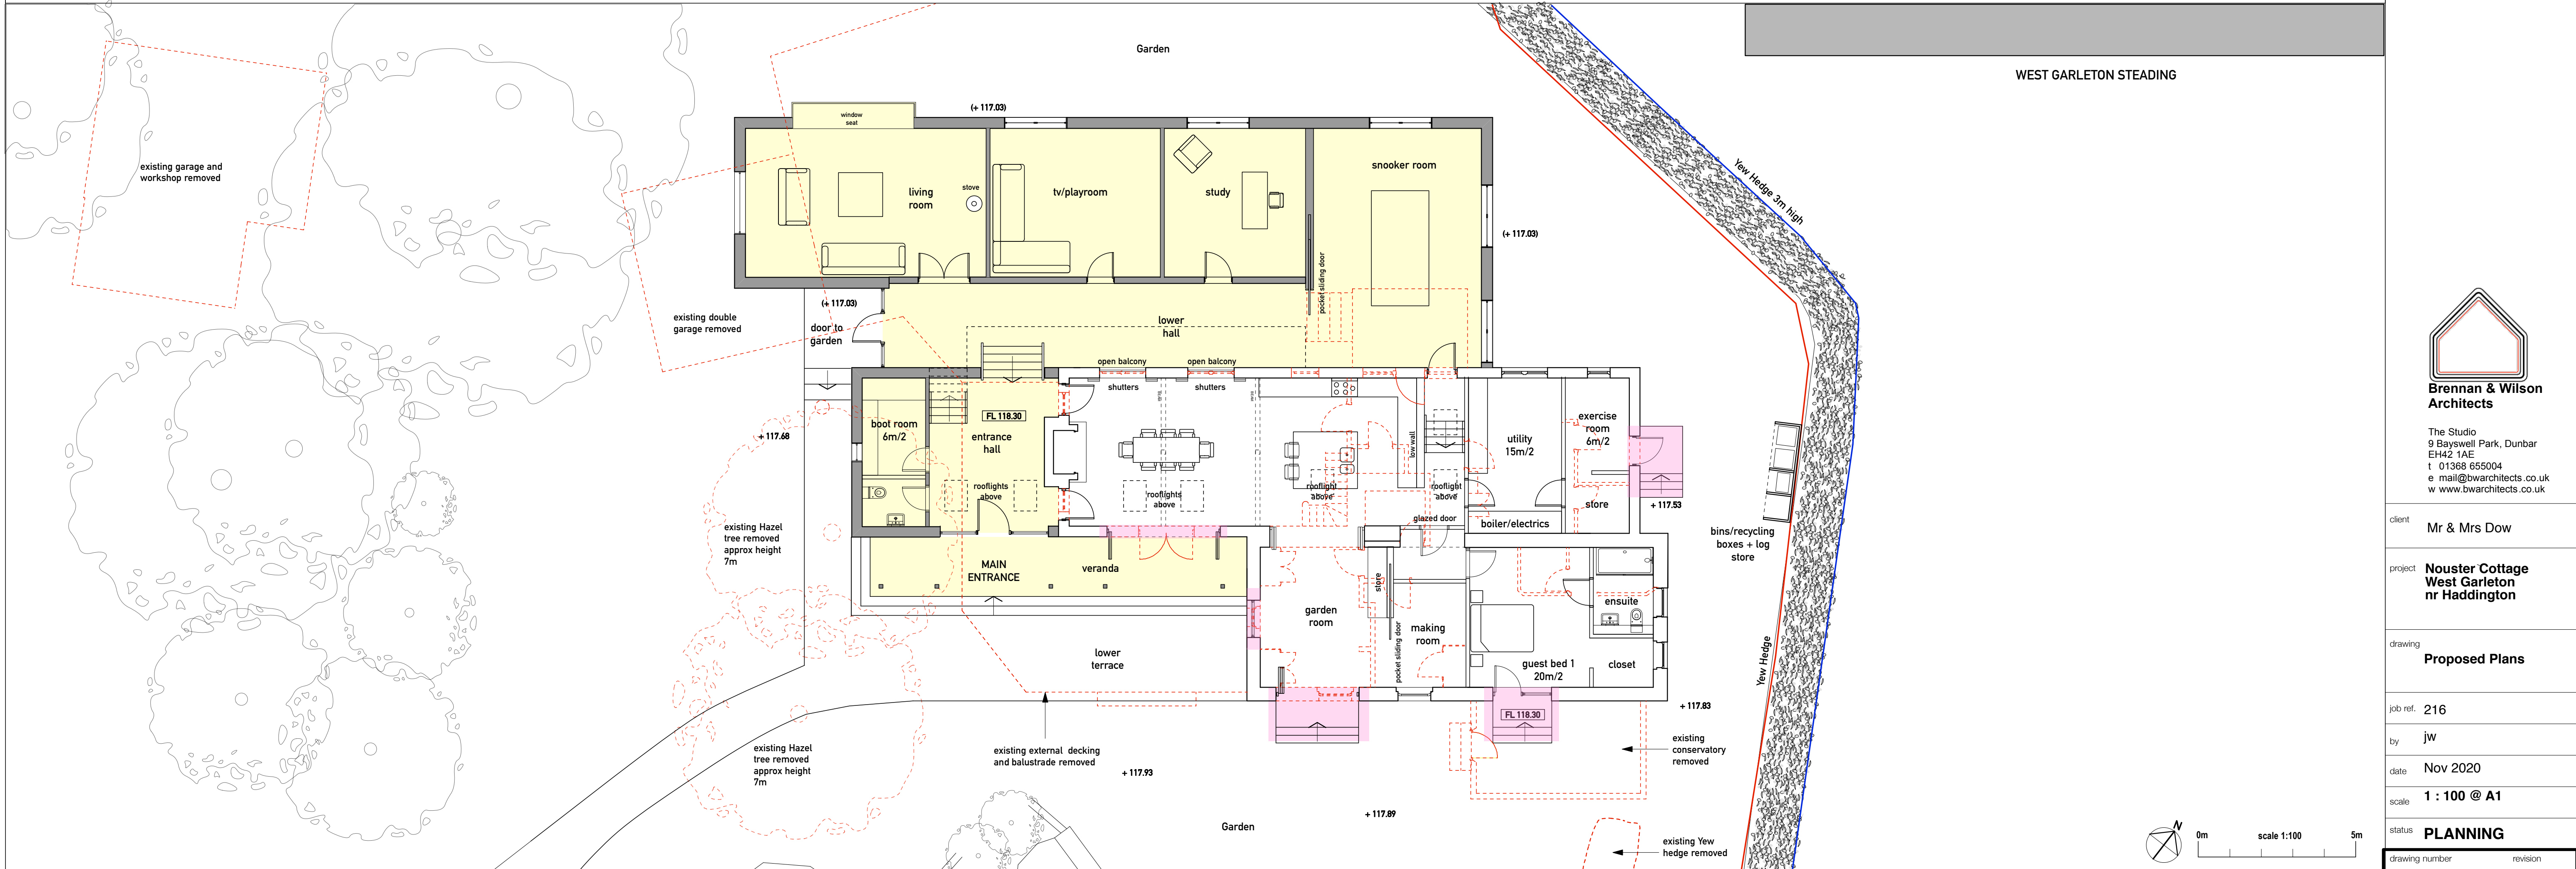 Garden
WEST GARLETON STEADING
(+ 117.03)
window
seat
existing garage and
workshop removed
living
room
stove
tv/playroom
study
snooker room
pocket sliding door
Yew Hedge 3m high
(+ 117.03)
(+ 117.03)
existing double
garage removed
door to
garden
lower
hall
open balcony
open balcony
shutters
shutters
boot room
6m/2
FL 118.30
entrance
hall
+ 117.68
rooflights
above
rooflights
above
rooflight
above
low wall
rooflight
above
glazed door
utility
15m/2
exercise
room
6m/2
store
boiler/electrics
+ 117.53
bins/recycling
boxes + log
store
existing Hazel
tree removed
approx height
7m
MAIN
ENTRANCE
veranda
garden
room
store
pocket sliding door
making
room
ensuite
guest bed 1
20m/2
closet
Yew Hedge
lower
terrace
FL 118.30
+ 117.83
existing Hazel
tree removed
approx height
7m
existing external decking
and balustrade removed
+ 117.93
existing
conservatory
removed
+ 117.89
Garden
existing Yew
hedge removed
N
0m
scale 1:100
5m
Brennan & Wilson
Architects
The Studio
9 Bayswell Park, Dunbar
EH42 1AE
t 01368 655004
e mail@bwarchitects.co.uk
w www.bwarchitects.co.uk
client
Mr & Mrs Dow
project
Nouster Cottage
West Garleton
nr Haddington
drawing
Proposed Plans
job ref. 216
by jw
date Nov 2020
scale 1 : 100 @ A1
status PLANNING
drawing number revision